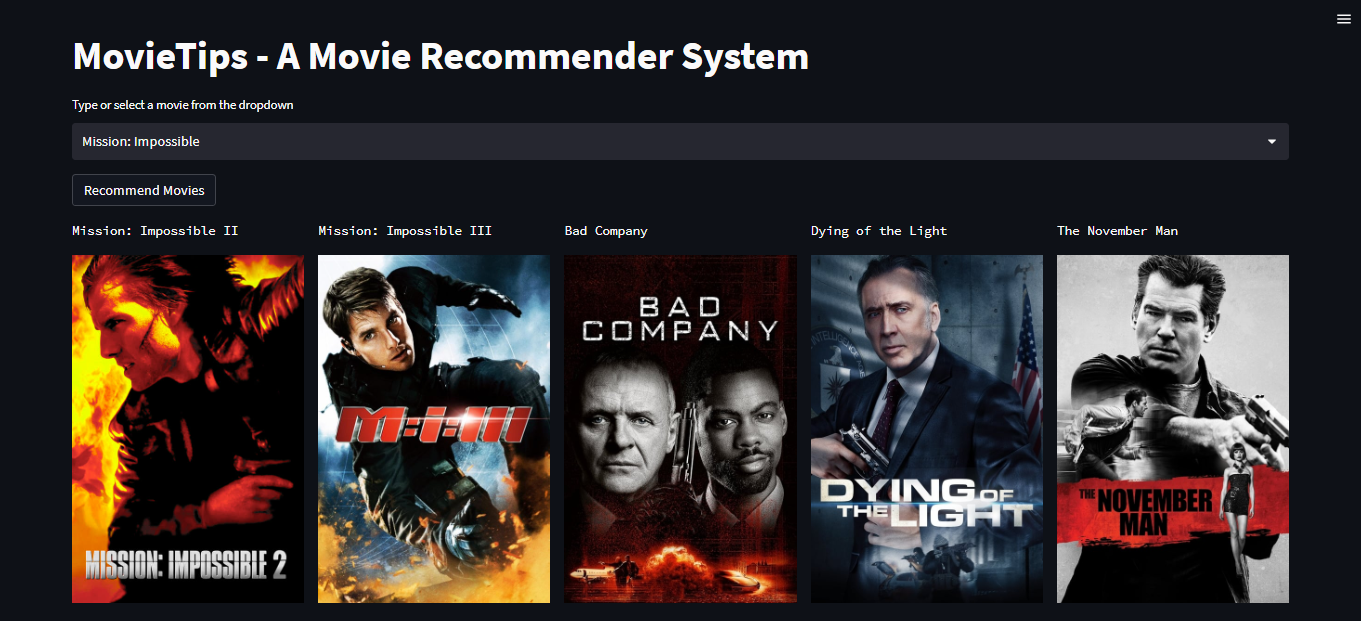 MovieTips - A Movie Recommender System
Type or select a movie from the dropdown
Mission: Impossible
Recommend Movies
Mission: Impossible II
Mission: Impossible III
Bad Company
Dying of the Light
The November Man
MISSION: IMPOSSIBLE 2
M:i:III
BAD
COMPANY
DYING OF
THE LIGHT
THE NOVEMBER
MAN